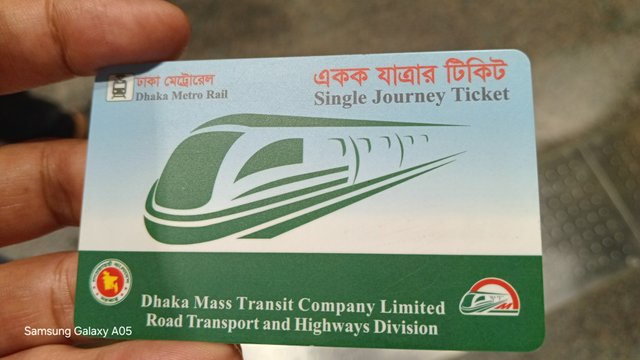 ঢাকা মেট্রোরেল
Dhaka Metro Rail
একক যাত্রার টিকিট
Single Journey Ticket
Dhaka Mass Transit Company Limited
Road Transport and Highways Division
Samsung Galaxy A05